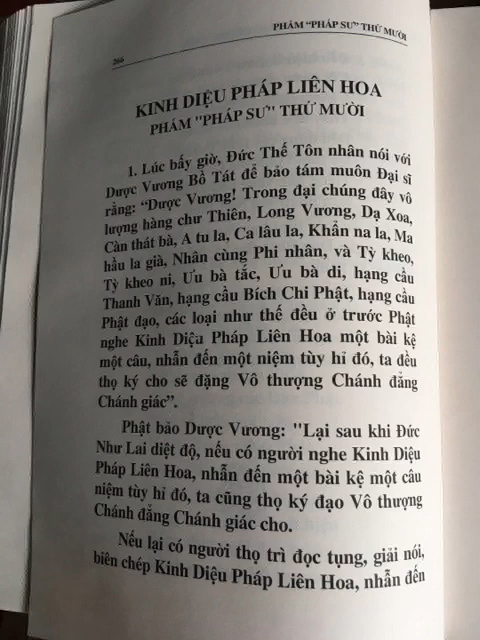 PHẨM "PHÁP SƯ" THỨ MƯỜI
266
KINH DIỆU PHÁP LIÊN HOA
PHẨM "PHÁP SƯ" THỨ MƯỜI
1. Lúc bấy giờ, Đức Thế Tôn nhân nói với
Dược Vương Bồ Tát để bảo tám muôn Đại sĩ
rằng: "Dược Vương! Trong đại chúng đây vô
lượng hàng chư Thiên, Long Vương, Dạ Xoa,
Càn thát bà, A tu la, Ca lâu la, Khẩn na la, Ma
hầu la già, Nhân cùng Phi nhân, và Tỳ kheo,
Tỳ kheo ni, Ưu bà tắc, Ưu bà di, hạng cầu
Thanh Văn, hạng cầu Bích Chi Phật, hạng cầu
Phật đạo, các loại như thế đều ở trước Phật
nghe Kinh Diệu Pháp Liên Hoa một bài kệ
một câu, nhẫn đến một niệm tùy hỉ đó, ta đều
thọ ký cho sẽ đặng Vô thượng Chánh đẳng
Chánh giác".
Phật bảo Dược Vương: "Lại sau khi Đức
Như Lai diệt độ, nếu có người nghe Kinh Diệu
Pháp Liên Hoa, nhẫn đến một bài kệ một câu
niệm tùy hỉ đó, ta cũng thọ ký đạo Vô thượng
Chánh đẳng Chánh giác cho.
Nếu lại có người thọ trì đọc tụng, giải nói,
biên chép Kinh Diệu Pháp Liên Hoa, nhẫn đến